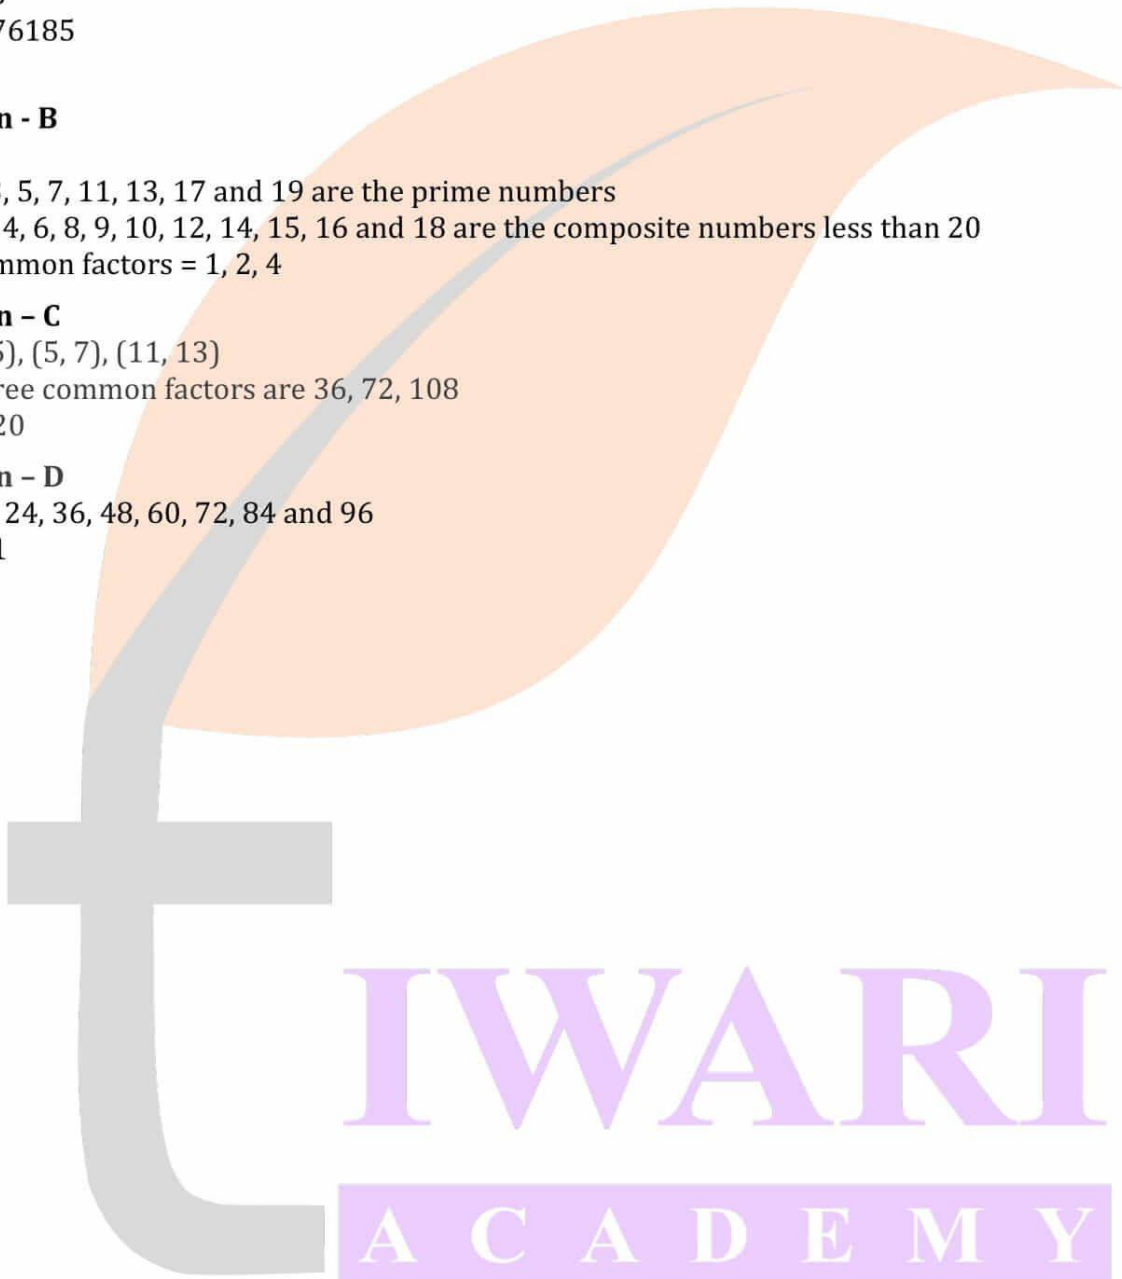 76185
n - B
, 5, 7, 11, 13, 17 and 19 are the prime numbers
4, 6, 8, 9, 10, 12, 14, 15, 16 and 18 are the composite numbers less than 20
mmon factors = 1, 2, 4
n – C
), (5, 7), (11, 13)
ree common factors are 36, 72, 108
20
n – D
24, 36, 48, 60, 72, 84 and 96
1
tIWARI
ACADEMY